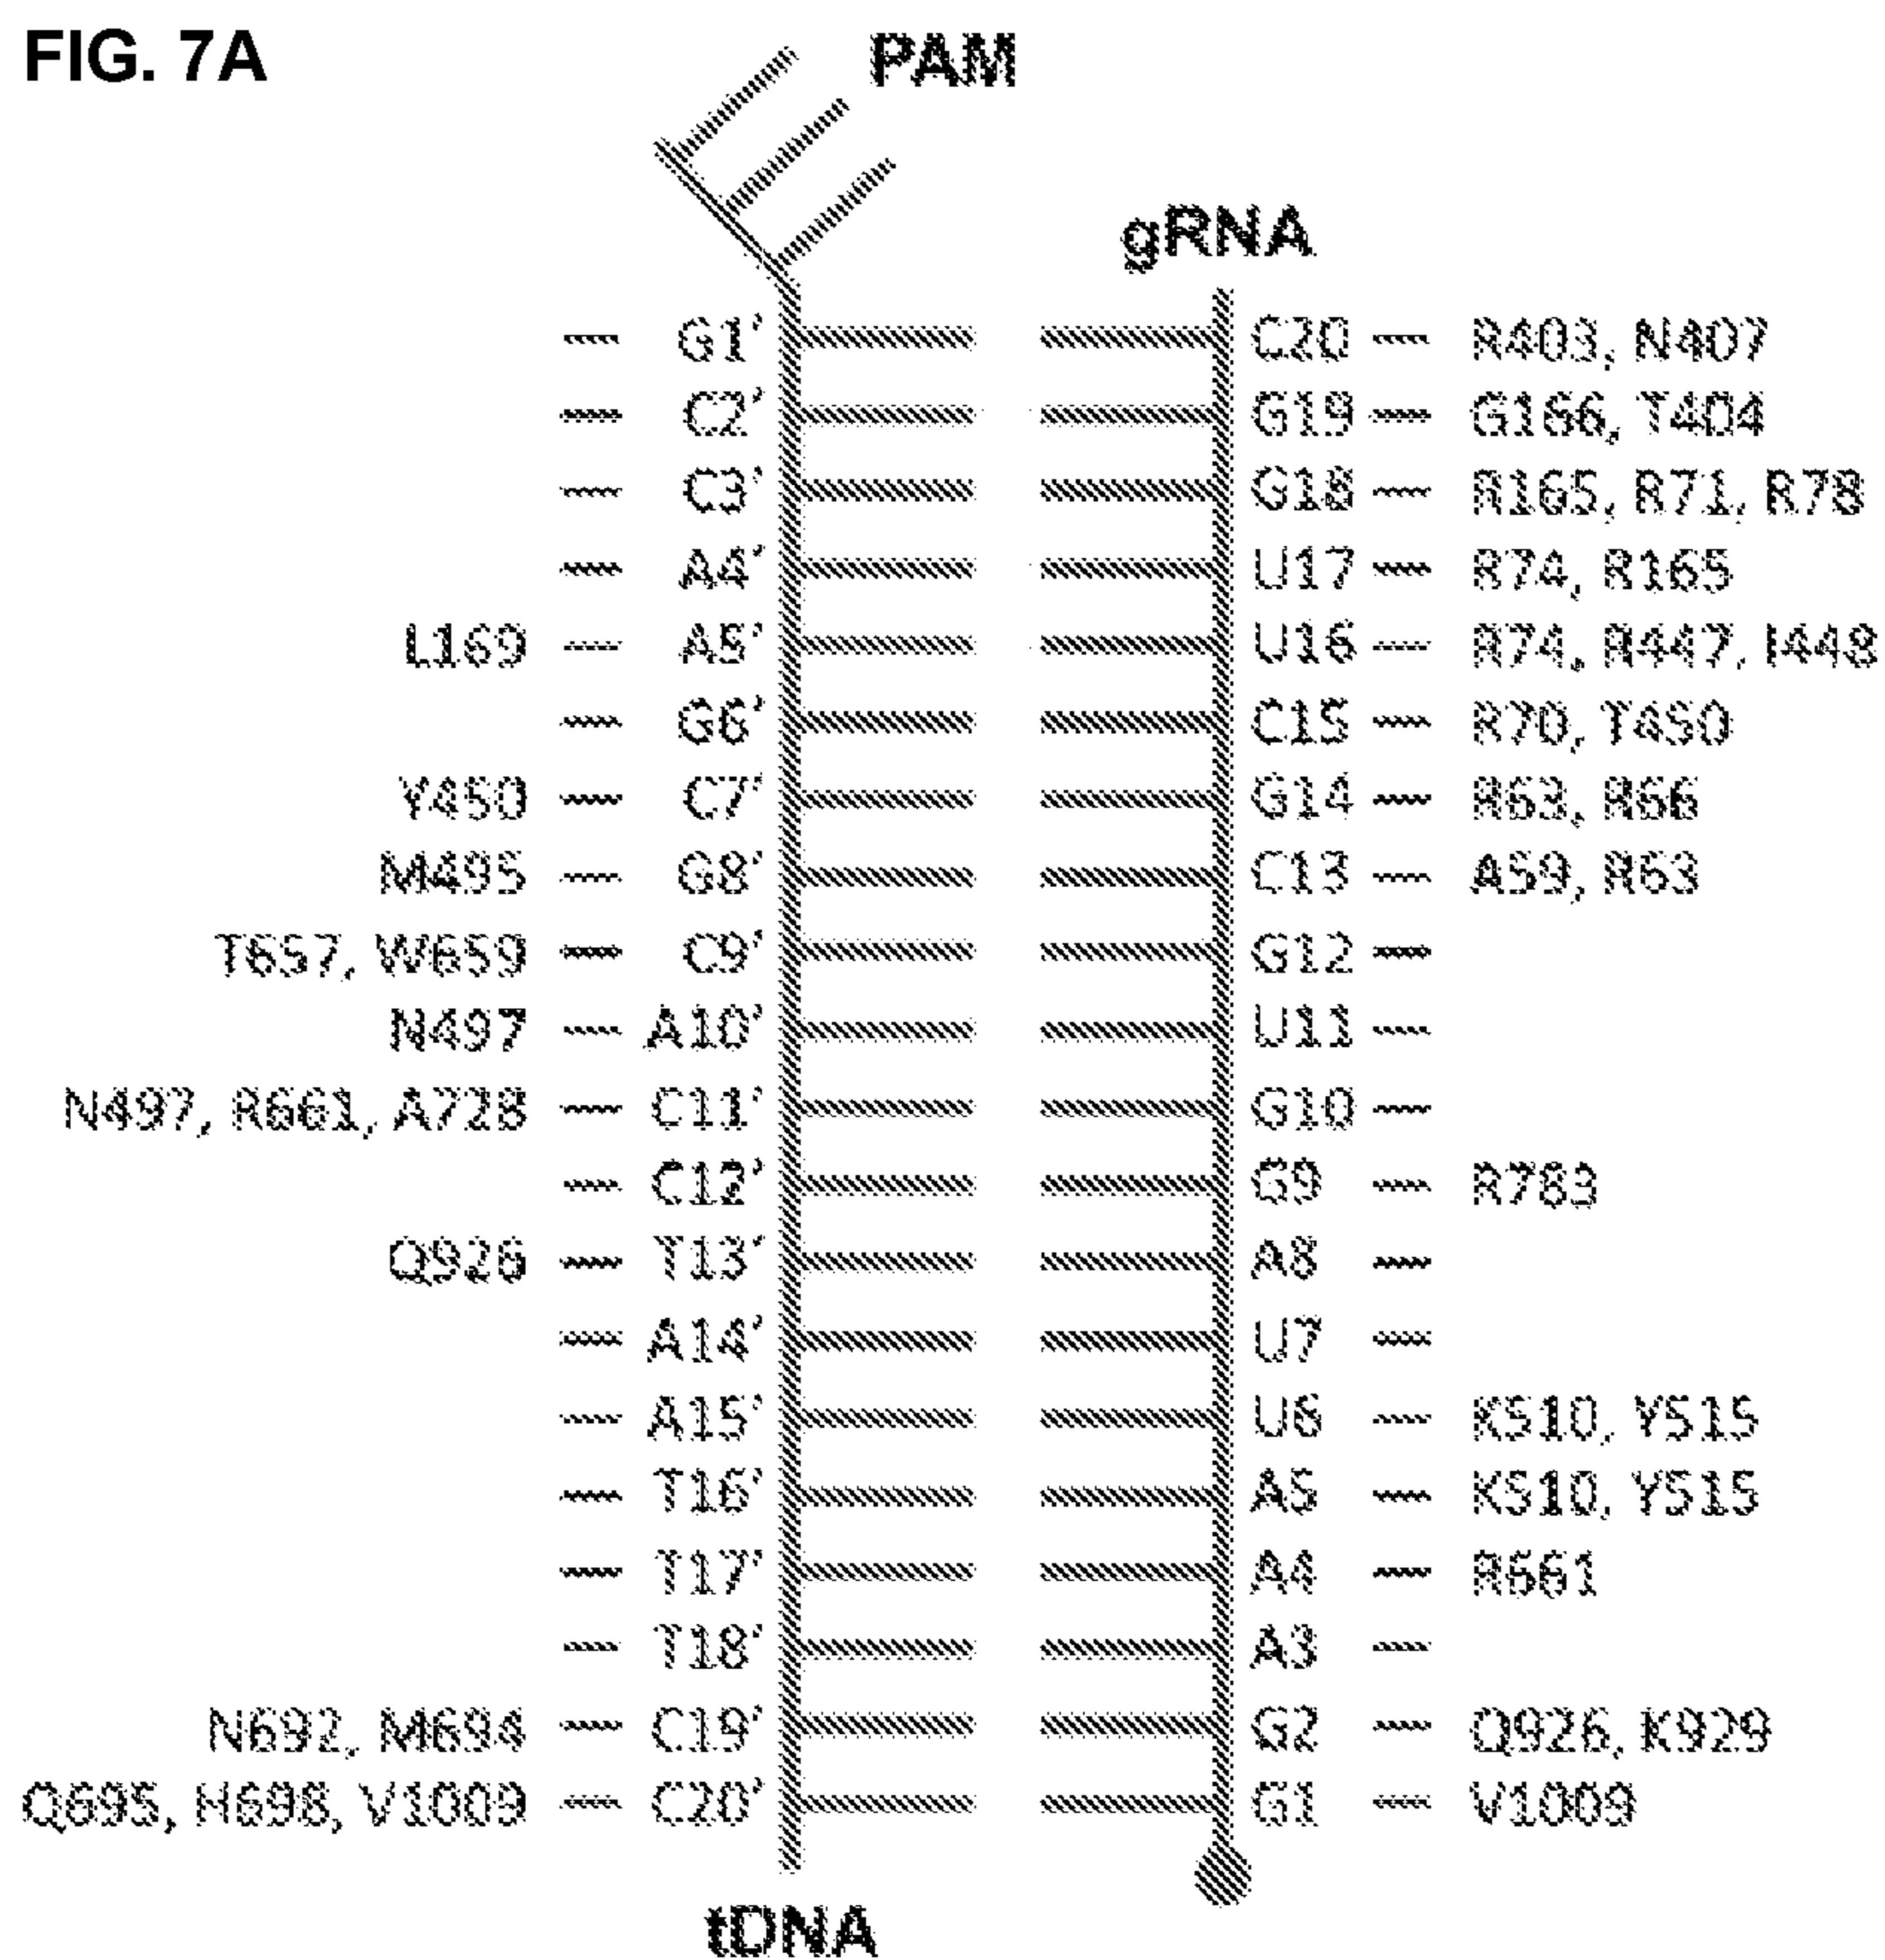 FIG. 7A
PAM
gRNA
G1' C20 R403, N407
C2' G19 G166, T404
C3' G18 R165, R71, R78
A4' U17 R74, R165
L169 A5' U16 R74, R447, I448
G6' C15 R70, T450
Y450 C7' G14 R63, R66
M495 G8' C13 A59, R63
T657, W659 C9' G12
N497 A10' U11
N497, R661, A728 C11' G10
C12' G9 R783
Q926 T13' A8
A14' U7
A15' U6 K510, Y515
T16' A5 K510, Y515
T17' A4 R661
T18' A3
N692, M694 C19' G2 Q926, K929
Q695, H698, V1009 C20' G1 V1009
tDNA